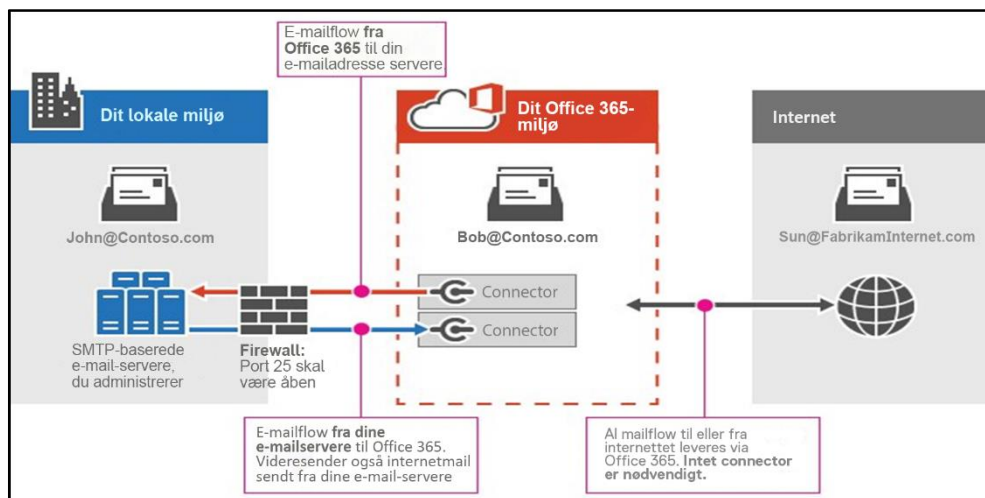 E-mailflow fra
Office 365 til din
e-mailadresse servere
Dit lokale miljø
Dit Office 365-
miljø
Internet
John@Contoso.com
Bob@Contoso.com
Sun@FabrikamInternet.com
Connector
Connector
SMTP-baserede
e-mail-servere,
du administrerer
Firewall:
Port 25 skal
være åben
E-mailflow fra dine
e-mailservere til Office 365.
Videresender også internetmail
sendt fra dine e-mail-servere
Al mailflow til eller fra
internettet leveres via
Office 365. Intet connector
er nødvendigt.